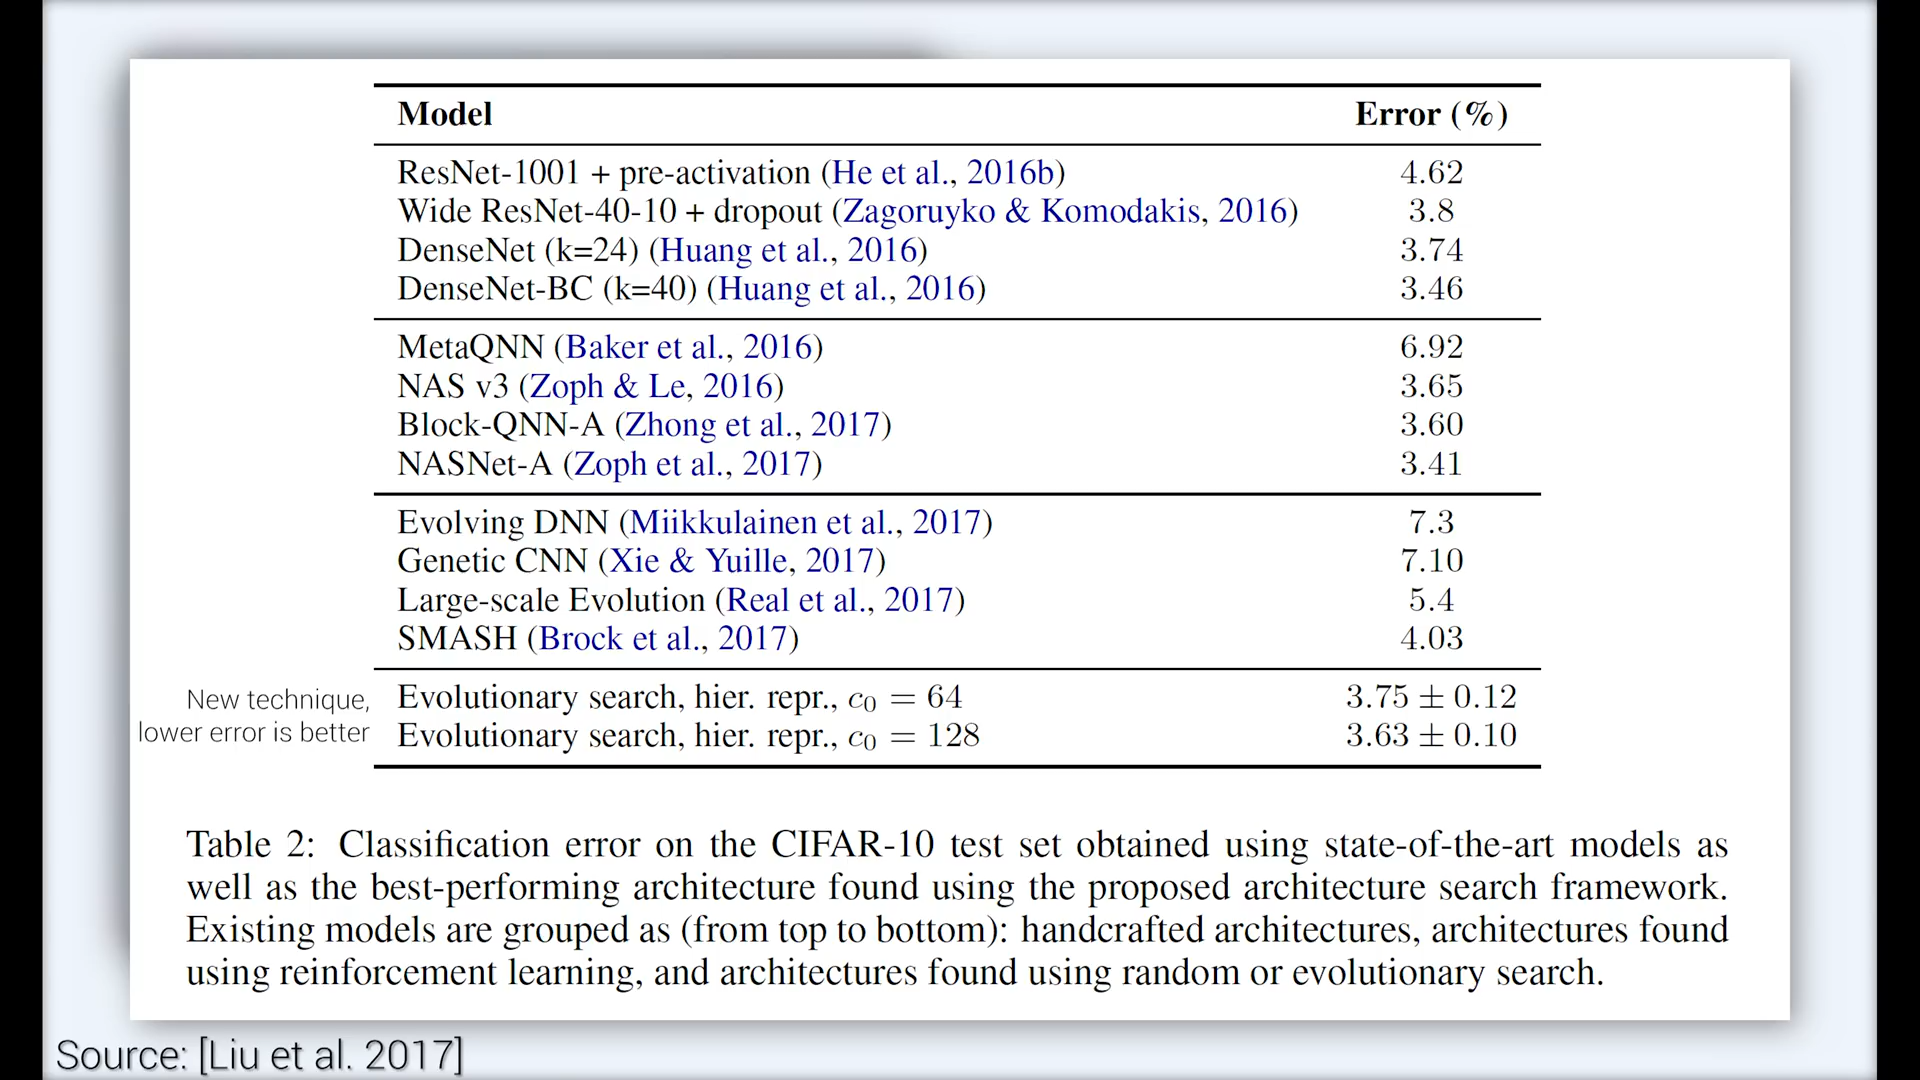 Model Error (%)
ResNet-1001 + pre-activation (He et al., 2016b) 4.62
Wide ResNet-40-10 + dropout (Zagoruyko & Komodakis, 2016) 3.8
DenseNet (k=24) (Huang et al., 2016) 3.74
DenseNet-BC (k=40) (Huang et al., 2016) 3.46
MetaQNN (Baker et al., 2016) 6.92
NAS v3 (Zoph & Le, 2016) 3.65
Block-QNN-A (Zhong et al., 2017) 3.60
NASNet-A (Zoph et al., 2017) 3.41
Evolving DNN (Miikkulainen et al., 2017) 7.3
Genetic CNN (Xie & Yuille, 2017) 7.10
Large-scale Evolution (Real et al., 2017) 5.4
SMASH (Brock et al., 2017) 4.03
New technique,
lower error is better
Evolutionary search, hier. repr., c₀ = 64 3.75 ± 0.12
Evolutionary search, hier. repr., c₀ = 128 3.63 ± 0.10
Table 2: Classification error on the CIFAR-10 test set obtained using state-of-the-art models as
well as the best-performing architecture found using the proposed architecture search framework.
Existing models are grouped as (from top to bottom): handcrafted architectures, architectures found
using reinforcement learning, and architectures found using random or evolutionary search.
Source: [Liu et al. 2017]